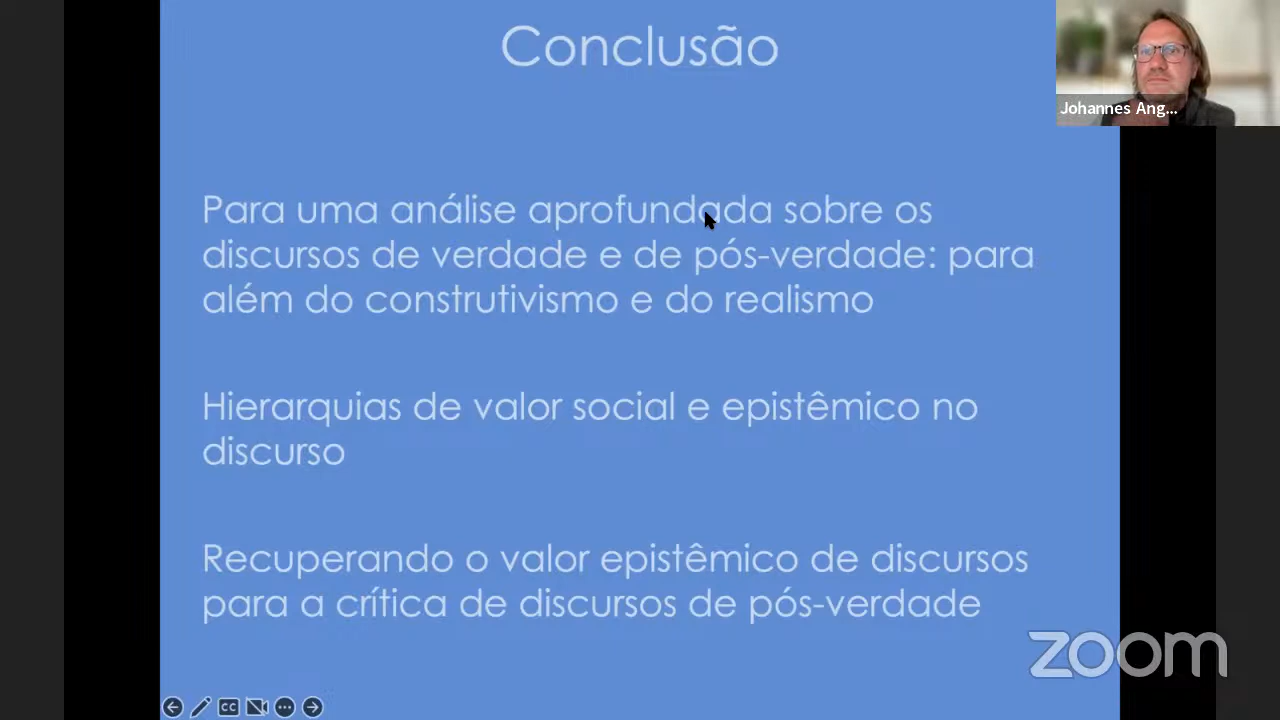 Conclusão
Johannes Ang...
Para uma análise aprofundada sobre os
discursos de verdade e de pós-verdade: para
além do construtivismo e do realismo
Hierarquias de valor social e epistêmico no
discurso
Recuperando o valor epistêmico de discursos
para a crítica de discursos de pós-verdade
zoom
CC